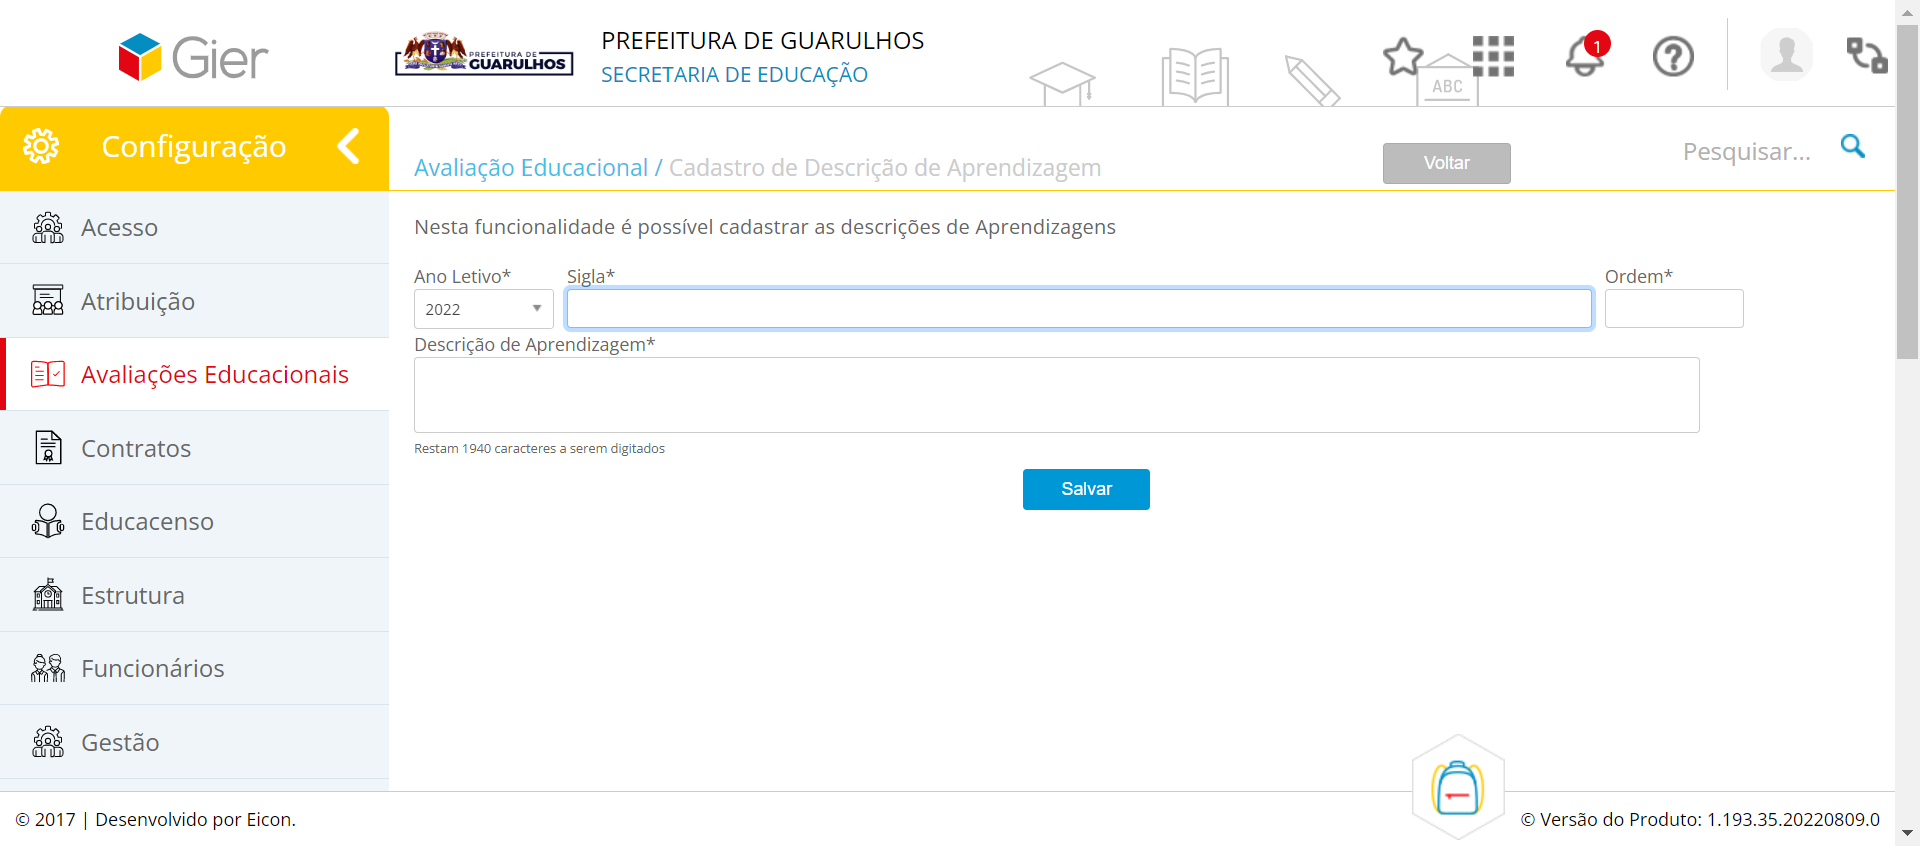 Gier
PREFEITURA DE
GUARULHOS
PREFEITURA DE GUARULHOS
SECRETARIA DE EDUCAÇÃO
ABC
1
Configuração
Avaliação Educacional / Cadastro de Descrição de Aprendizagem
Voltar
Pesquisar...
Acesso
Atribuição
Avaliações Educacionais
Contratos
Educacenso
Estrutura
Funcionários
Gestão
Nesta funcionalidade é possível cadastrar as descrições de Aprendizagens
Ano Letivo* Sigla* Ordem*
2022
Descrição de Aprendizagem*
Restam 1940 caracteres a serem digitados
Salvar
© 2017 | Desenvolvido por Eicon.
© Versão do Produto: 1.193.35.20220809.0